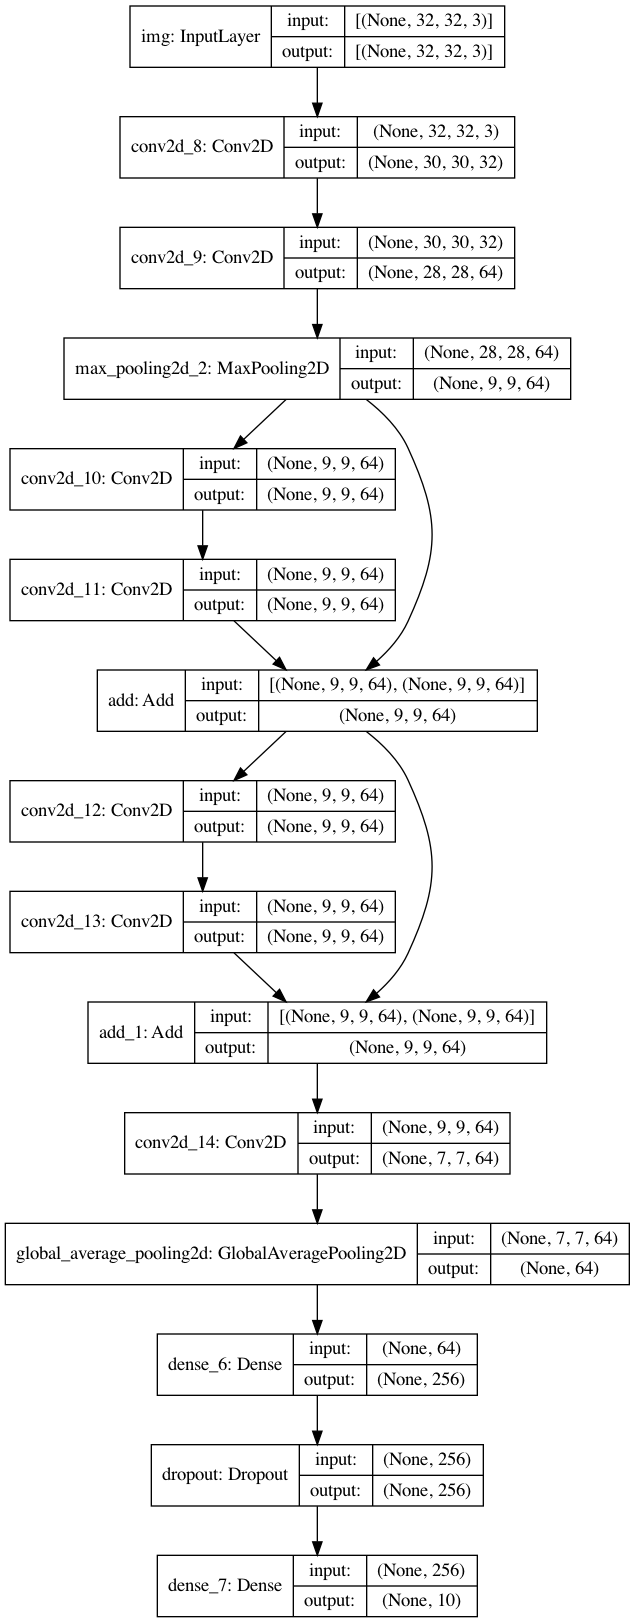 img: InputLayer
input:
[(None, 32, 32, 3)]
output:
[(None, 32, 32, 3)]
conv2d_8: Conv2D
input:
(None, 32, 32, 3)
output:
(None, 30, 30, 32)
conv2d_9: Conv2D
input:
(None, 30, 30, 32)
output:
(None, 28, 28, 64)
max_pooling2d_2: MaxPooling2D
input:
(None, 28, 28, 64)
output:
(None, 9, 9, 64)
conv2d_10: Conv2D
input:
(None, 9, 9, 64)
output:
(None, 9, 9, 64)
conv2d_11: Conv2D
input:
(None, 9, 9, 64)
output:
(None, 9, 9, 64)
add: Add
input:
[(None, 9, 9, 64), (None, 9, 9, 64)]
output:
(None, 9, 9, 64)
conv2d_12: Conv2D
input:
(None, 9, 9, 64)
output:
(None, 9, 9, 64)
conv2d_13: Conv2D
input:
(None, 9, 9, 64)
output:
(None, 9, 9, 64)
add_1: Add
input:
[(None, 9, 9, 64), (None, 9, 9, 64)]
output:
(None, 9, 9, 64)
conv2d_14: Conv2D
input:
(None, 9, 9, 64)
output:
(None, 7, 7, 64)
global_average_pooling2d: GlobalAveragePooling2D
input:
(None, 7, 7, 64)
output:
(None, 64)
dense_6: Dense
input:
(None, 64)
output:
(None, 256)
dropout: Dropout
input:
(None, 256)
output:
(None, 256)
dense_7: Dense
input:
(None, 256)
output:
(None, 10)